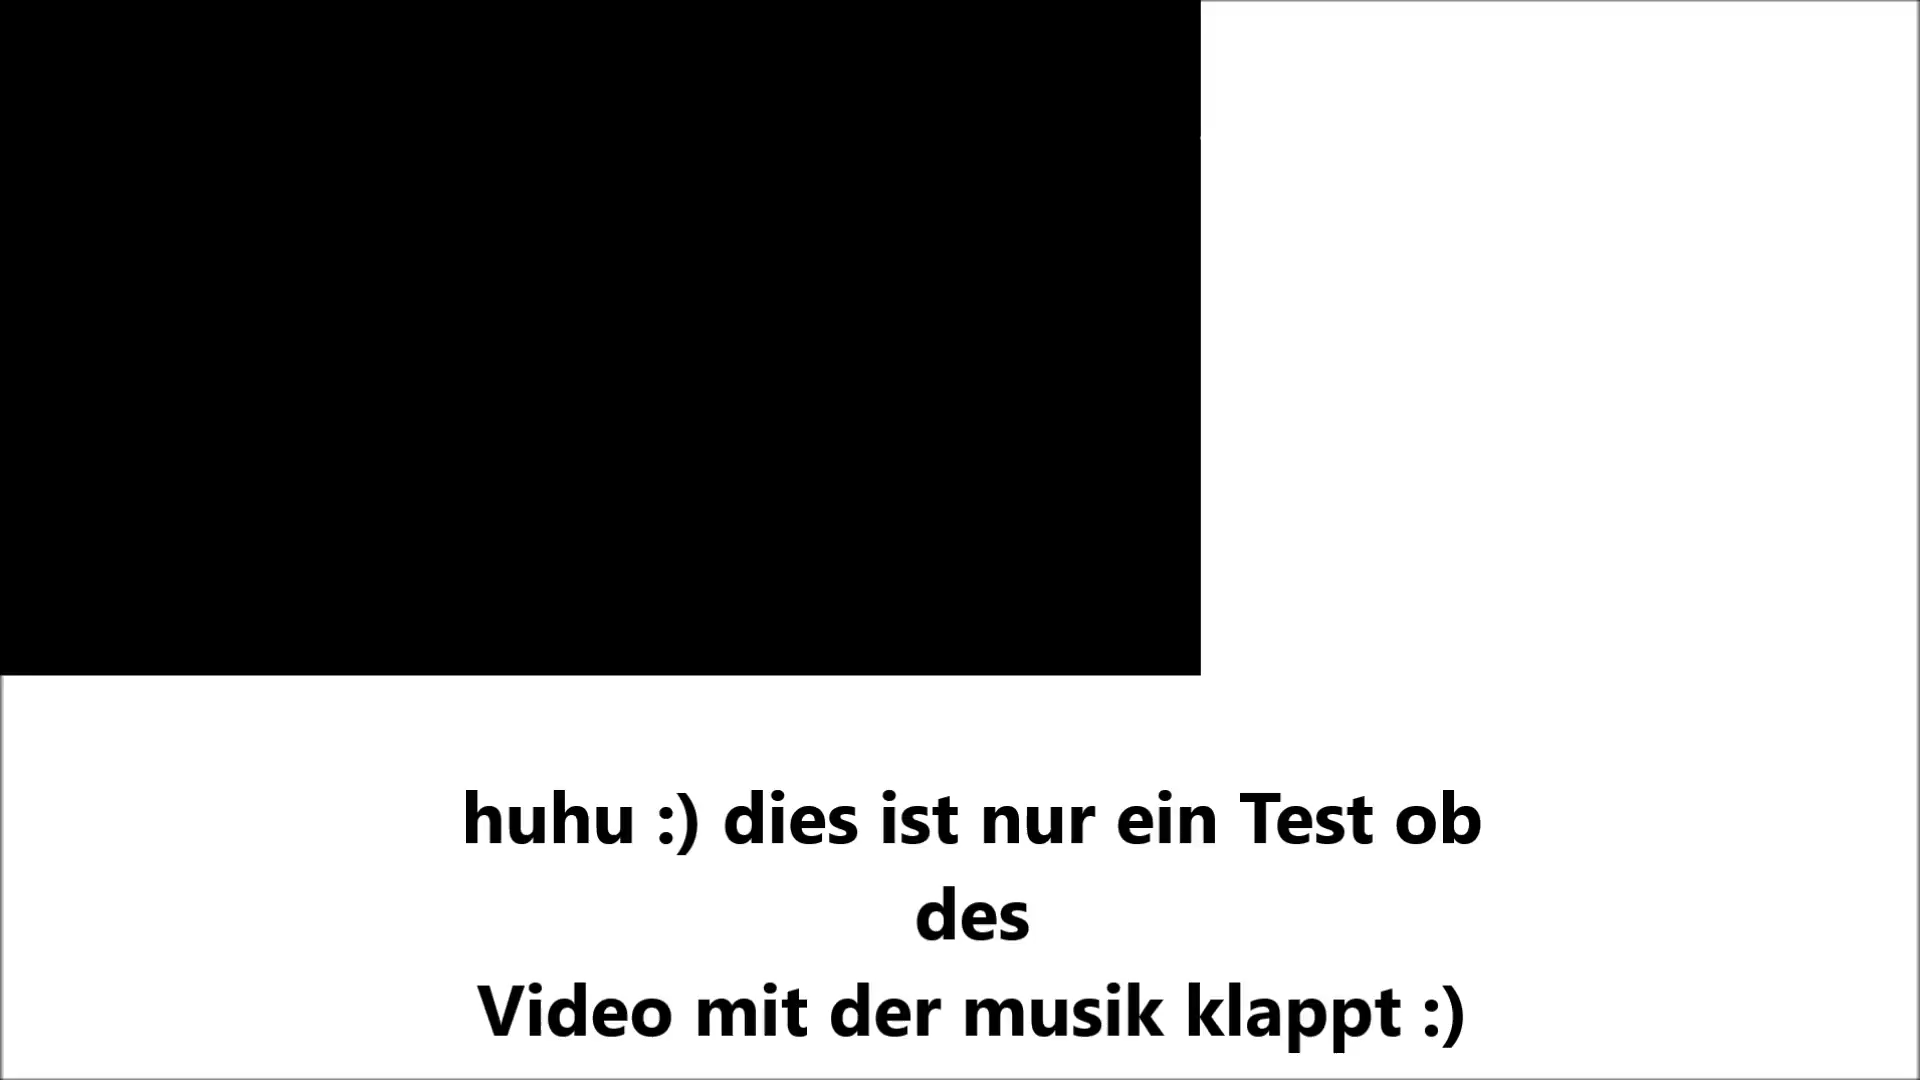 huhu :) dies ist nur ein Test ob
des
Video mit der musik klappt :)